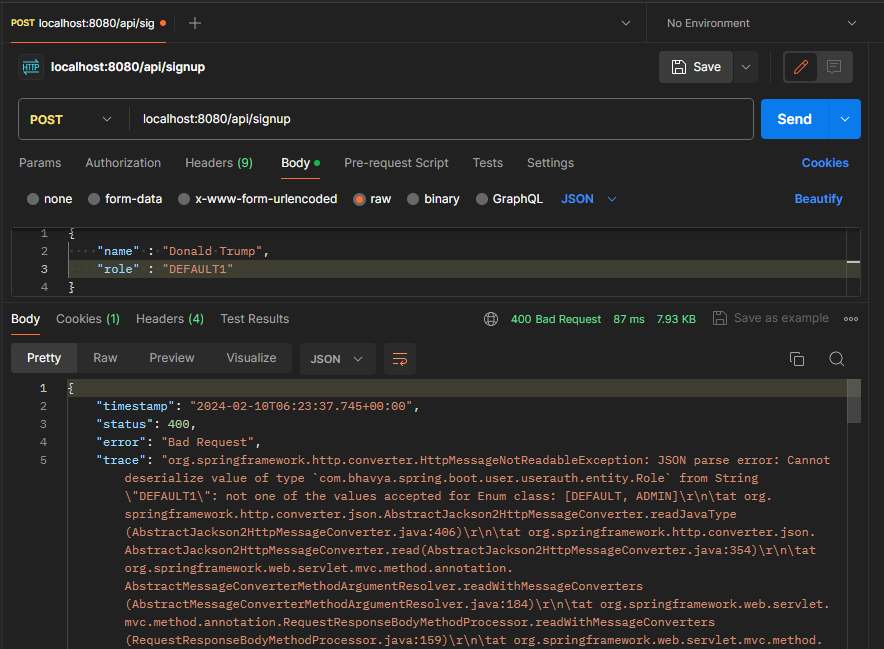 POST localhost:8080/api/sig
No Environment
HTTP localhost:8080/api/signup
Save
POST localhost:8080/api/signup
Send
Params Authorization Headers (9) Body Pre-request Script Tests Settings Cookies
none form-data x-www-form-urlencoded raw binary GraphQL JSON Beautify
1 {
2 ····"name"·:·"Donald·Trump",
3 ····"role"·:·"DEFAULT1"
4 }
Body Cookies (1) Headers (4) Test Results 400 Bad Request 87 ms 7.93 KB Save as example
Pretty Raw Preview Visualize JSON
1 {
2 "timestamp": "2024-02-10T06:23:37.745+00:00",
3 "status": 400,
4 "error": "Bad Request",
5 "trace": "org.springframework.http.converter.HttpMessageNotReadableException: JSON parse error: Cannot
deserialize value of type `com.bhavya.spring.boot.user.userauth.entity.Role` from String
\"DEFAULT1\": not one of the values accepted for Enum class: [DEFAULT, ADMIN]\r\n\tat org.
springframework.http.converter.json.AbstractJackson2HttpMessageConverter.readJavaType
(AbstractJackson2HttpMessageConverter.java:406)\r\n\tat org.springframework.http.converter.json.
AbstractJackson2HttpMessageConverter.read(AbstractJackson2HttpMessageConverter.java:354)\r\n\tat
org.springframework.web.servlet.mvc.method.annotation.
AbstractMessageConverterMethodArgumentResolver.readWithMessageConverters
(AbstractMessageConverterMethodArgumentResolver.java:184)\r\n\tat org.springframework.web.servlet.
mvc.method.annotation.RequestResponseBodyMethodProcessor.readWithMessageConverters
(RequestResponseBodyMethodProcessor.java:159)\r\n\tat org.springframework.web.servlet.mvc.method.